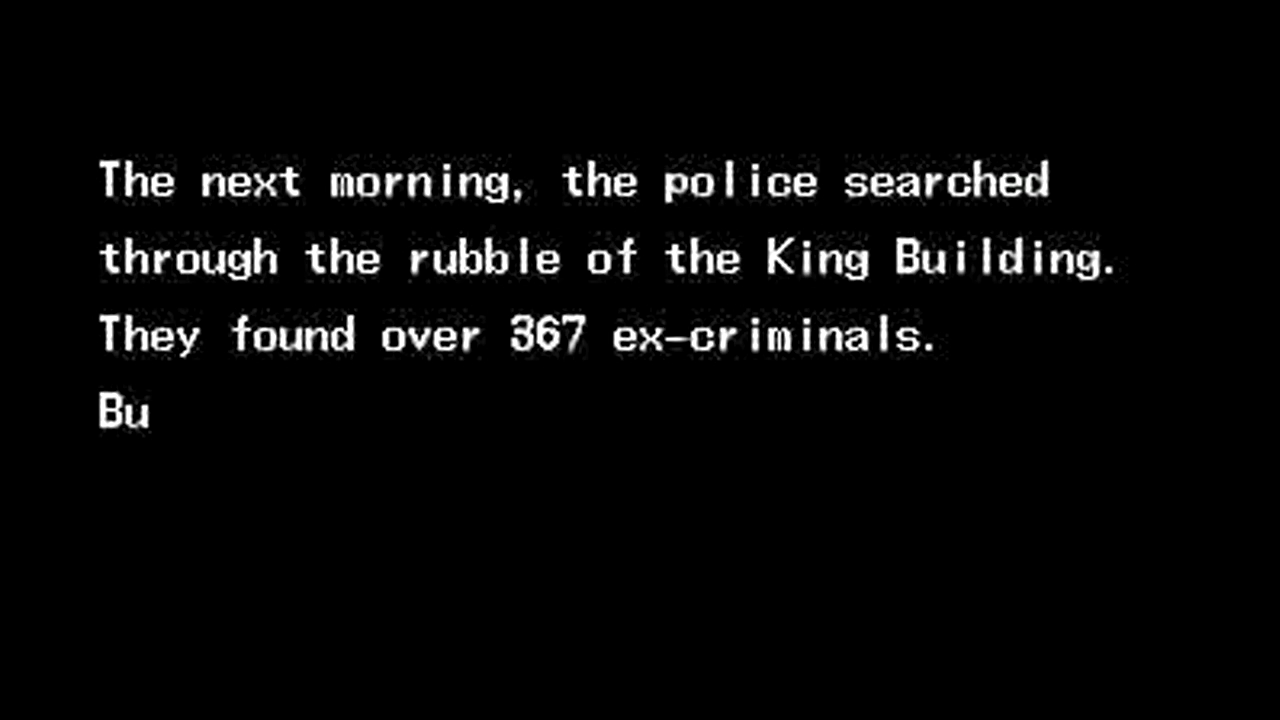 The next morning, the police searched
through the rubble of the King Building.
They found over 367 ex-criminals.
Bu